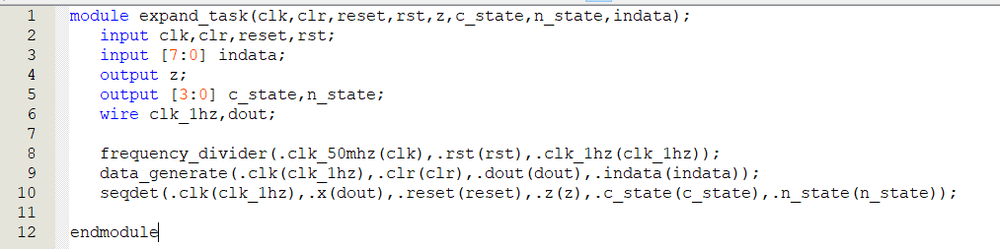 1 module expand_task(clk,clr,reset,rst,z,c_state,n_state,indata);
2 input clk,clr,reset,rst;
3 input [7:0] indata;
4 output z;
5 output [3:0] c_state,n_state;
6 wire clk_1hz,dout;
7
8 frequency_divider(.clk_50mhz(clk),.rst(rst),.clk_1hz(clk_1hz));
9 data_generate(.clk(clk_1hz),.clr(clr),.dout(dout),.indata(indata));
10 seqdet(.clk(clk_1hz),.x(dout),.reset(reset),.z(z),.c_state(c_state),.n_state(n_state));
11
12 endmodule